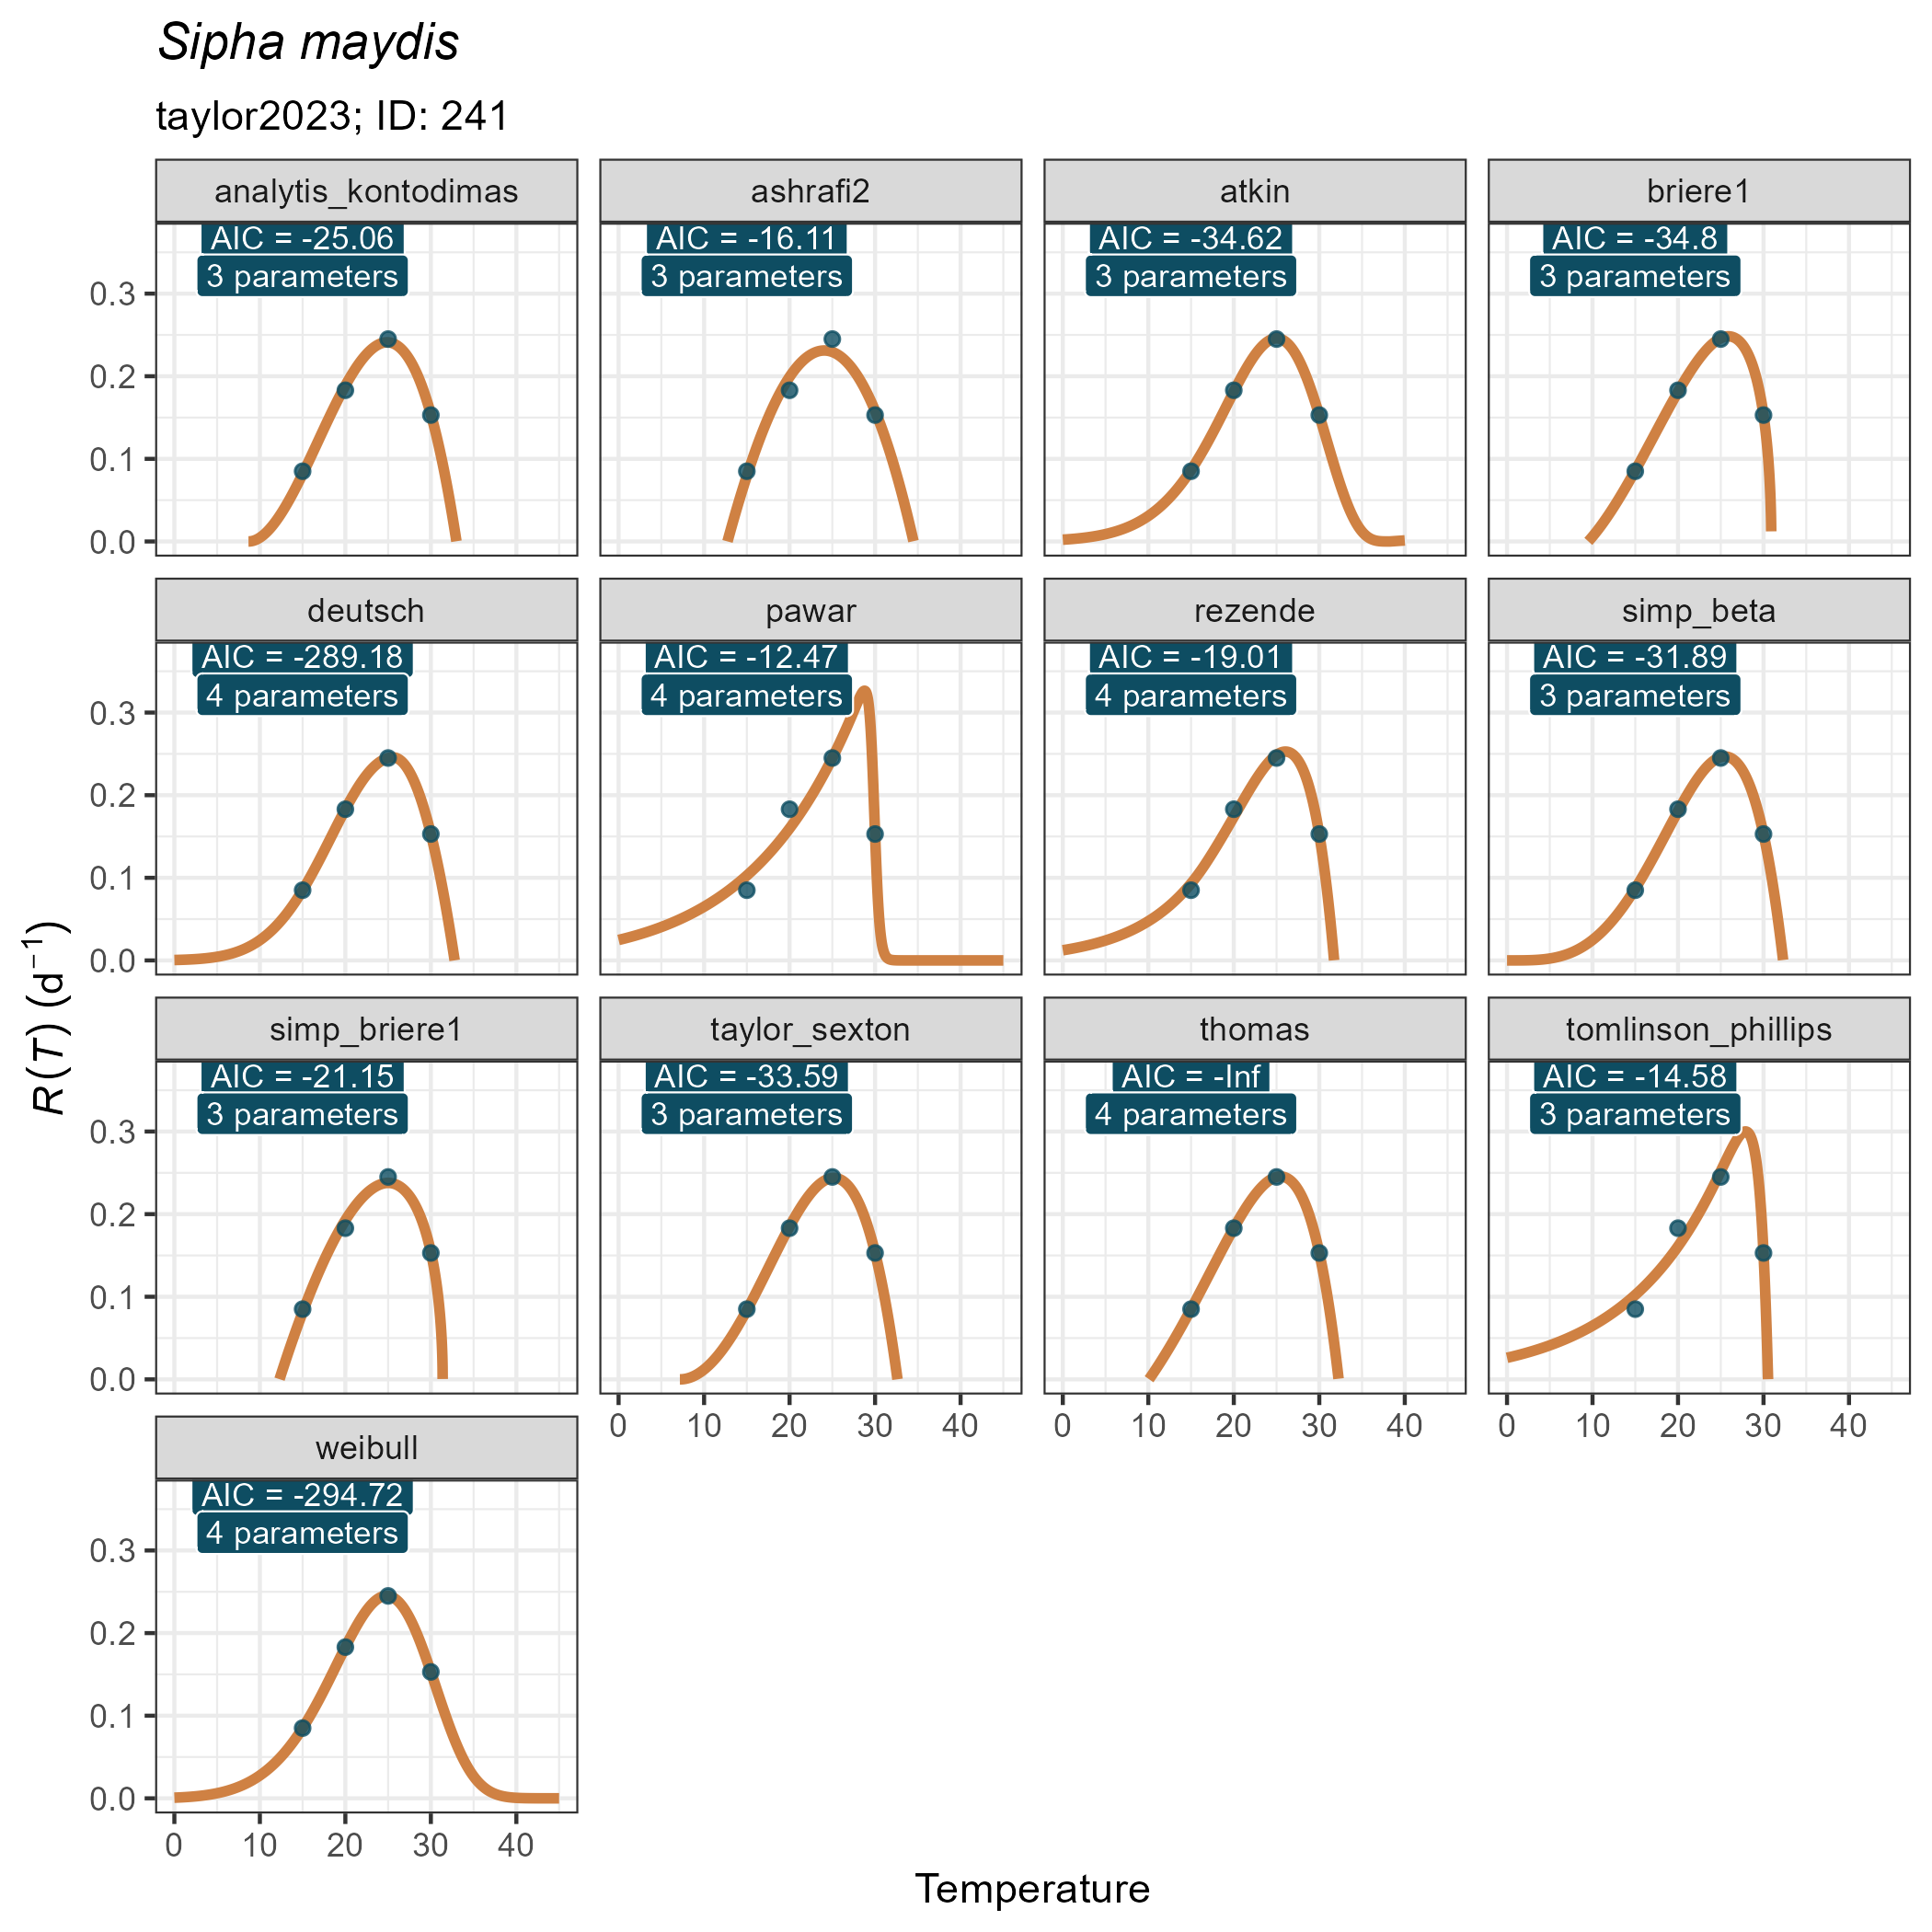 Sipha maydis
taylor2023; ID: 241
analytis_kontodimas
ashrafi2
atkin
briere1
AIC = -25.06
3 parameters
AIC = -16.11
3 parameters
AIC = -34.62
3 parameters
AIC = -34.8
3 parameters
0.3
0.2
0.1
0.0
deutsch
pawar
rezende
simp_beta
AIC = -289.18
4 parameters
AIC = -12.47
4 parameters
AIC = -19.01
4 parameters
AIC = -31.89
3 parameters
0.3
0.2
0.1
0.0
R(T) (d⁻¹)
simp_briere1
taylor_sexton
thomas
tomlinson_phillips
AIC = -21.15
3 parameters
AIC = -33.59
3 parameters
AIC = -Inf
4 parameters
AIC = -14.58
3 parameters
0.3
0.2
0.1
0.0
0 10 20 30 40
0 10 20 30 40
0 10 20 30 40
weibull
AIC = -294.72
4 parameters
0.3
0.2
0.1
0.0
0 10 20 30 40
Temperature